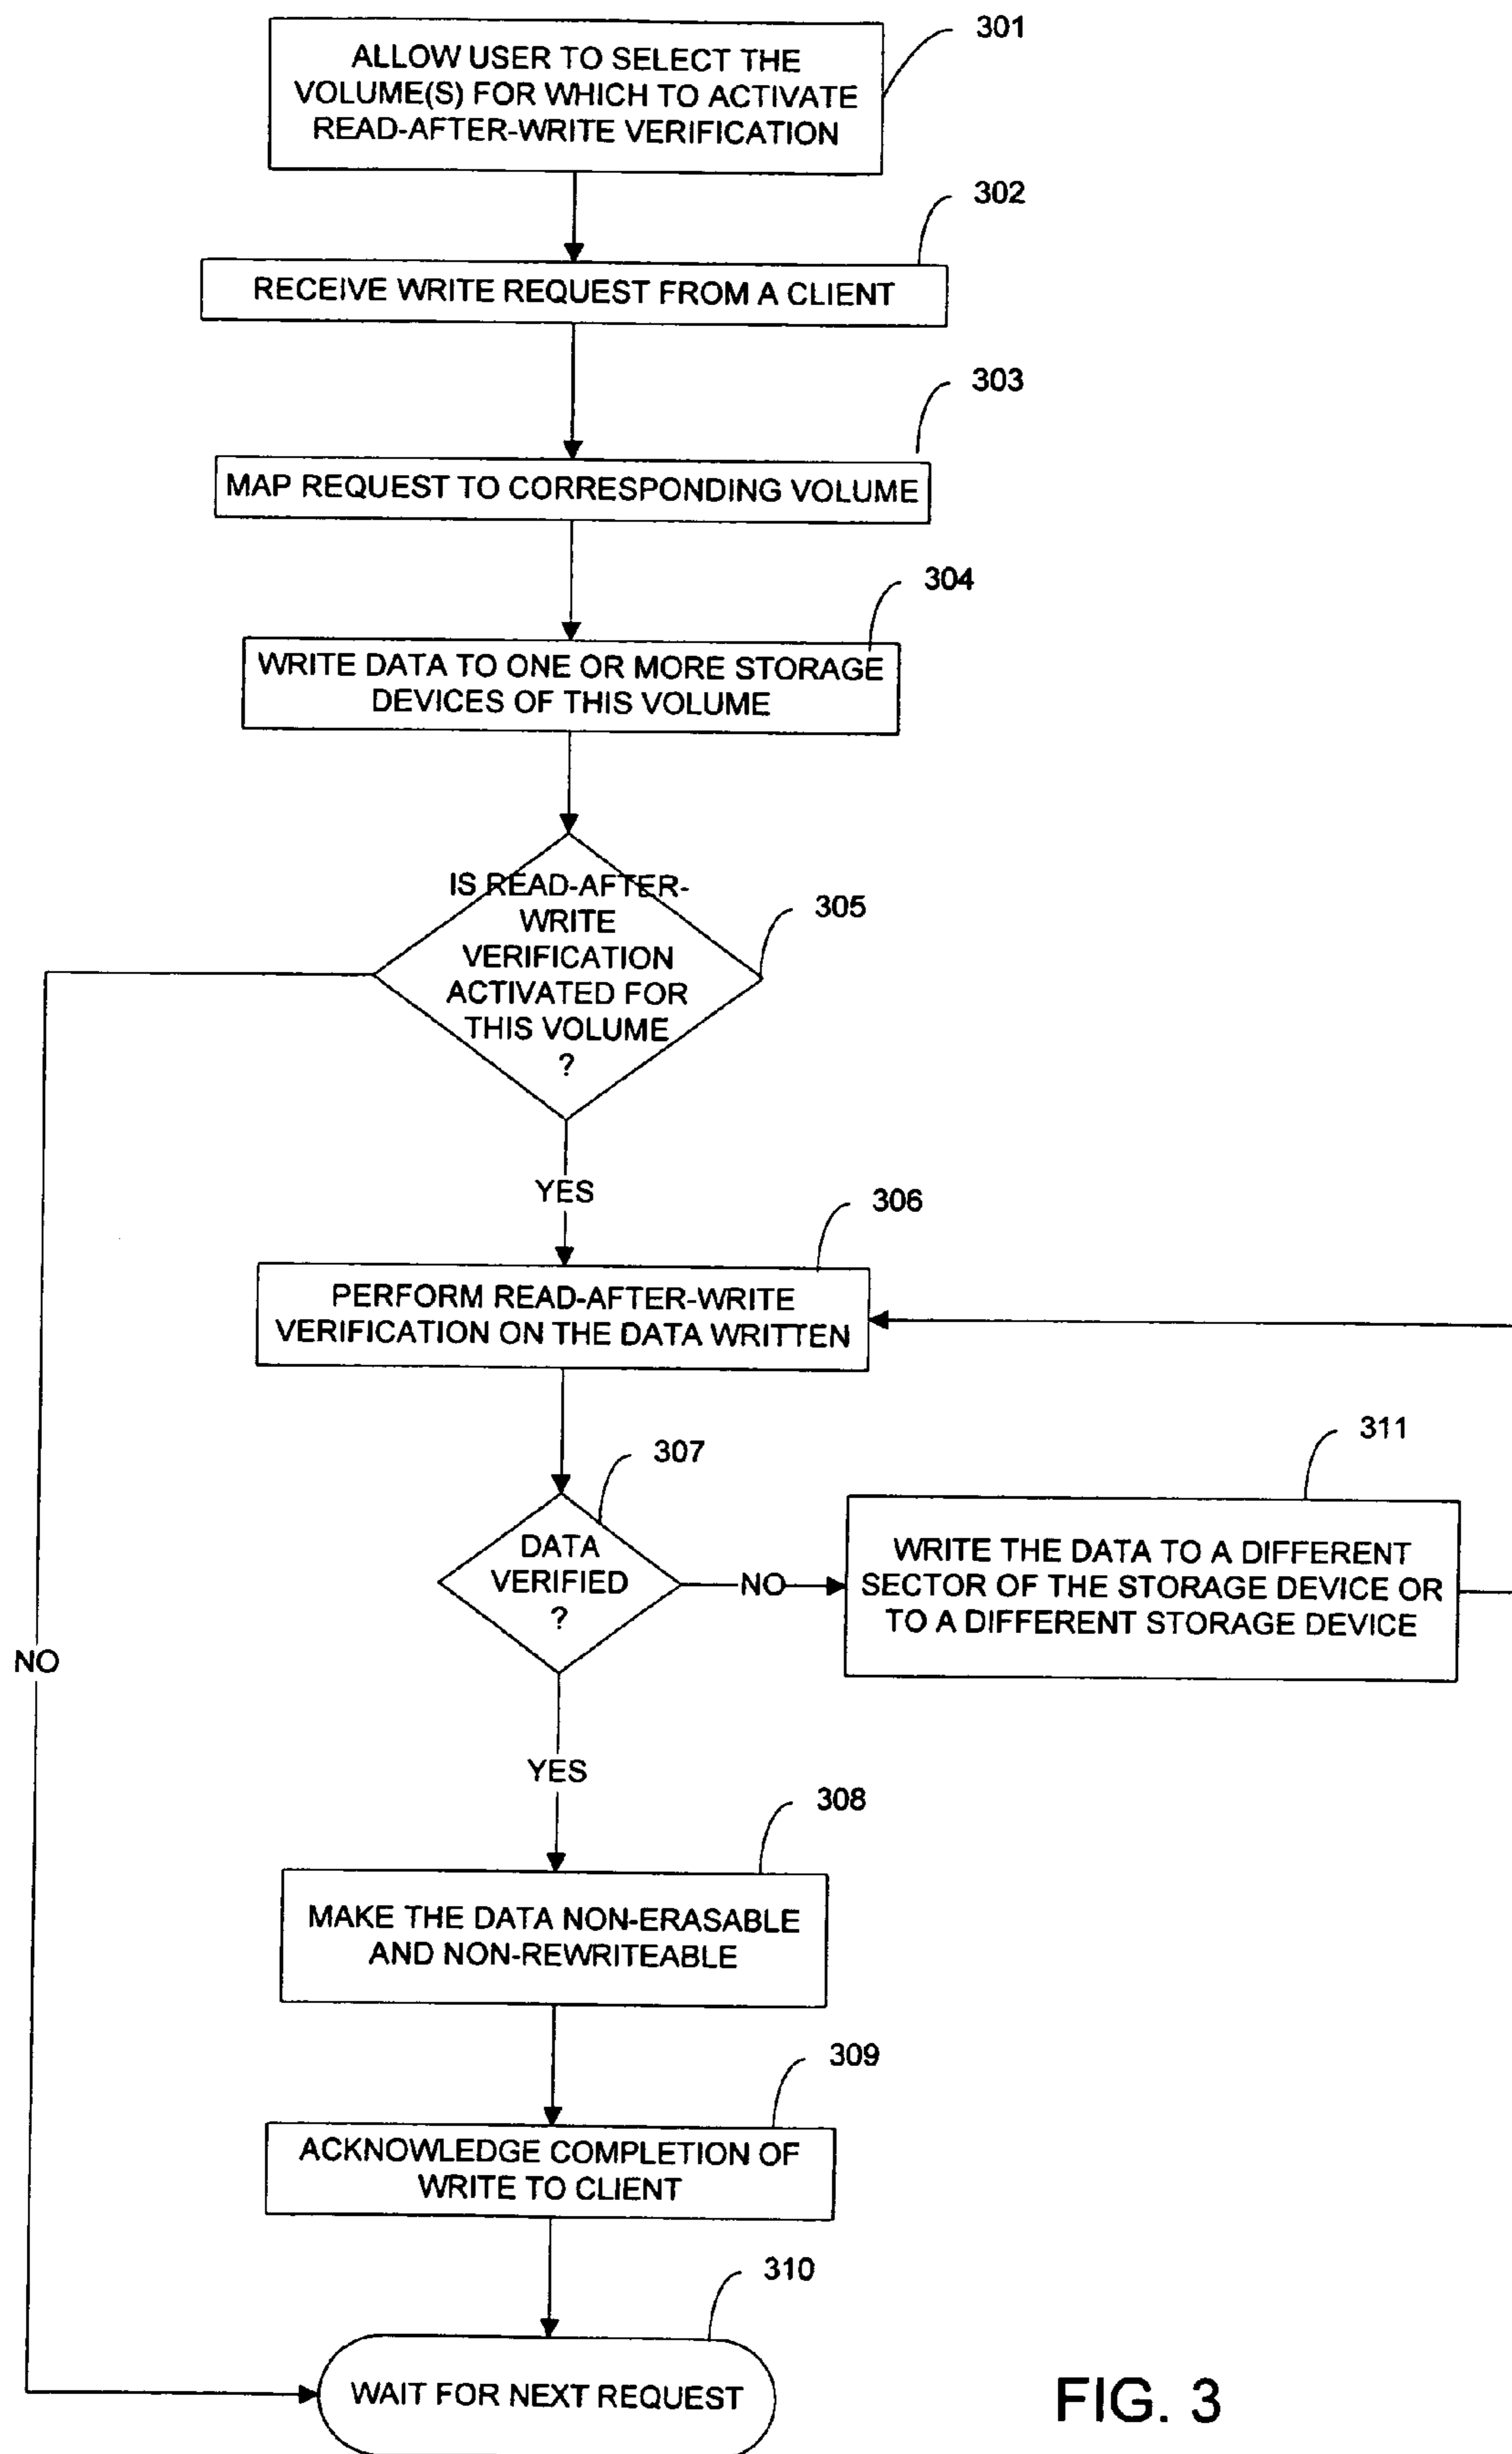 301
ALLOW USER TO SELECT THE
VOLUME(S) FOR WHICH TO ACTIVATE
READ-AFTER-WRITE VERIFICATION
302
RECEIVE WRITE REQUEST FROM A CLIENT
303
MAP REQUEST TO CORRESPONDING VOLUME
304
WRITE DATA TO ONE OR MORE STORAGE
DEVICES OF THIS VOLUME
305
IS READ-AFTER-
WRITE
VERIFICATION
ACTIVATED FOR
THIS VOLUME
?
YES
306
PERFORM READ-AFTER-WRITE
VERIFICATION ON THE DATA WRITTEN
307
DATA
VERIFIED
?
NO
311
WRITE THE DATA TO A DIFFERENT
SECTOR OF THE STORAGE DEVICE OR
TO A DIFFERENT STORAGE DEVICE
NO
YES
308
MAKE THE DATA NON-ERASABLE
AND NON-REWRITEABLE
309
ACKNOWLEDGE COMPLETION OF
WRITE TO CLIENT
310
WAIT FOR NEXT REQUEST
FIG. 3